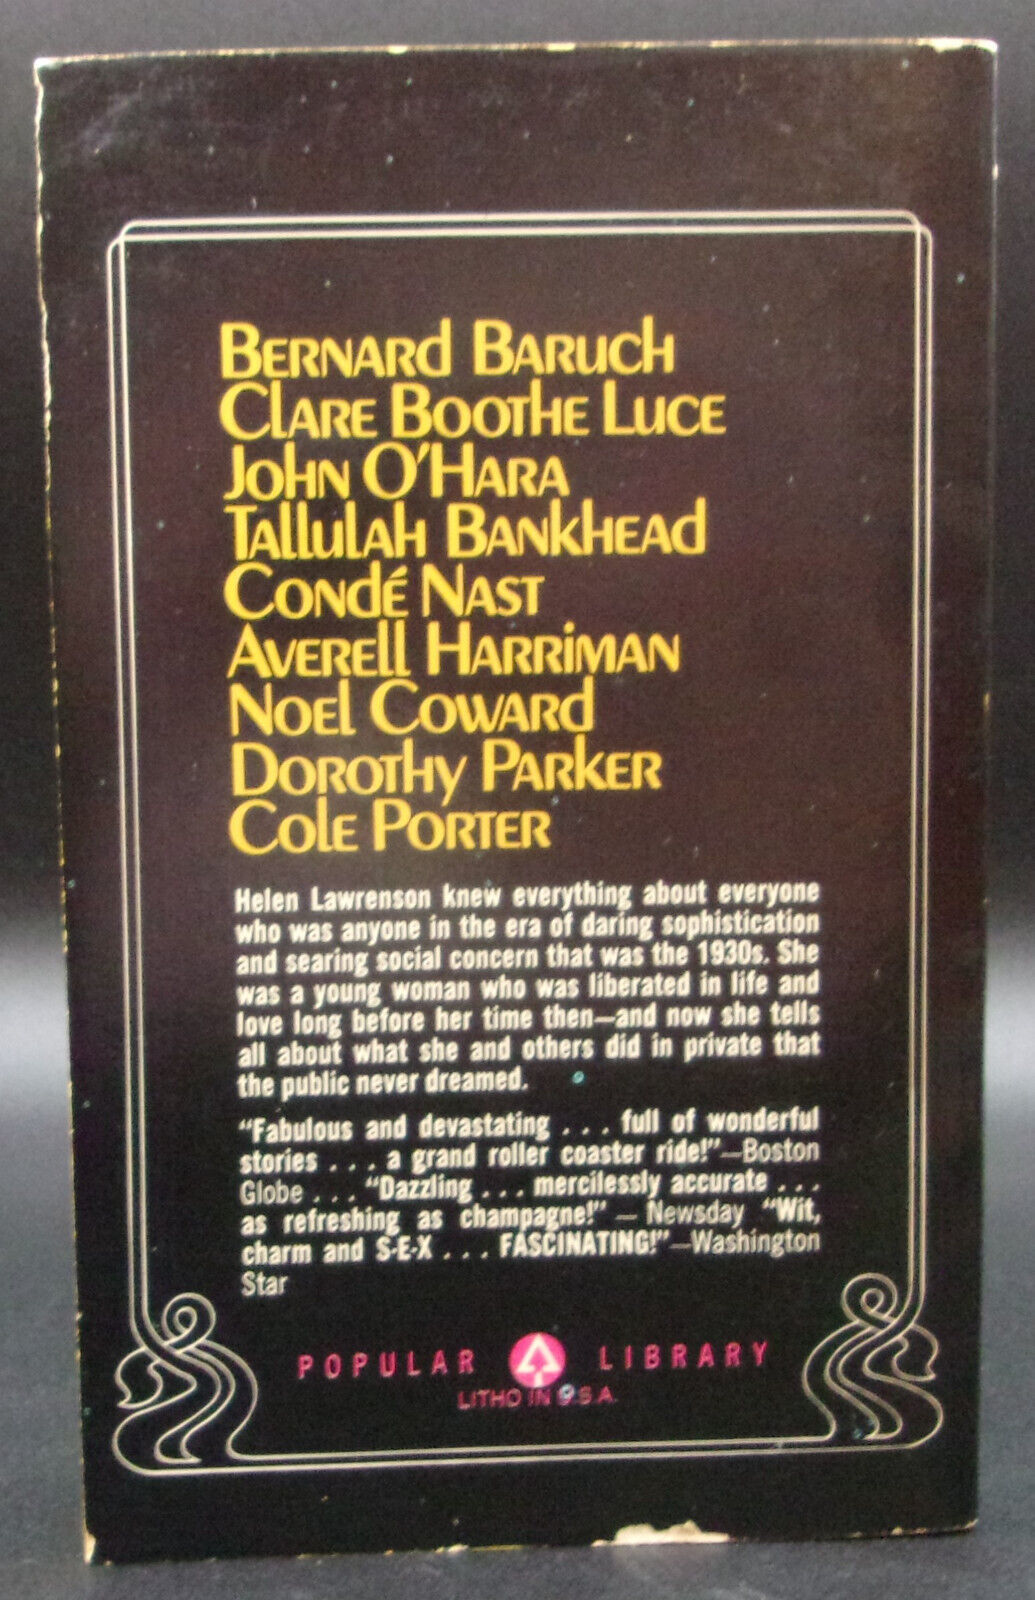 Bernard Baruch
Clare Boothe Luce
John O'Hara
Tallulah Bankhead
Condé Nast
Averell Harriman
Noel Coward
Dorothy Parker
Cole Porter
Helen Lawrenson knew everything about everyone
who was anyone in the era of daring sophistication
and searing social concern that was the 1930s. She
was a young woman who was liberated in life and
love long before her time then—and now she tells
all about what she and others did in private that
the public never dreamed.
"Fabulous and devastating . . . full of wonderful
stories . . . a grand roller coaster ride!"—Boston
Globe . . . "Dazzling . . . mercilessly accurate . . .
as refreshing as champagne!" — Newsday "Wit,
charm and S-E-X . . . FASCINATING!"—Washington
Star
POPULAR LIBRARY
LITHO IN U.S.A.